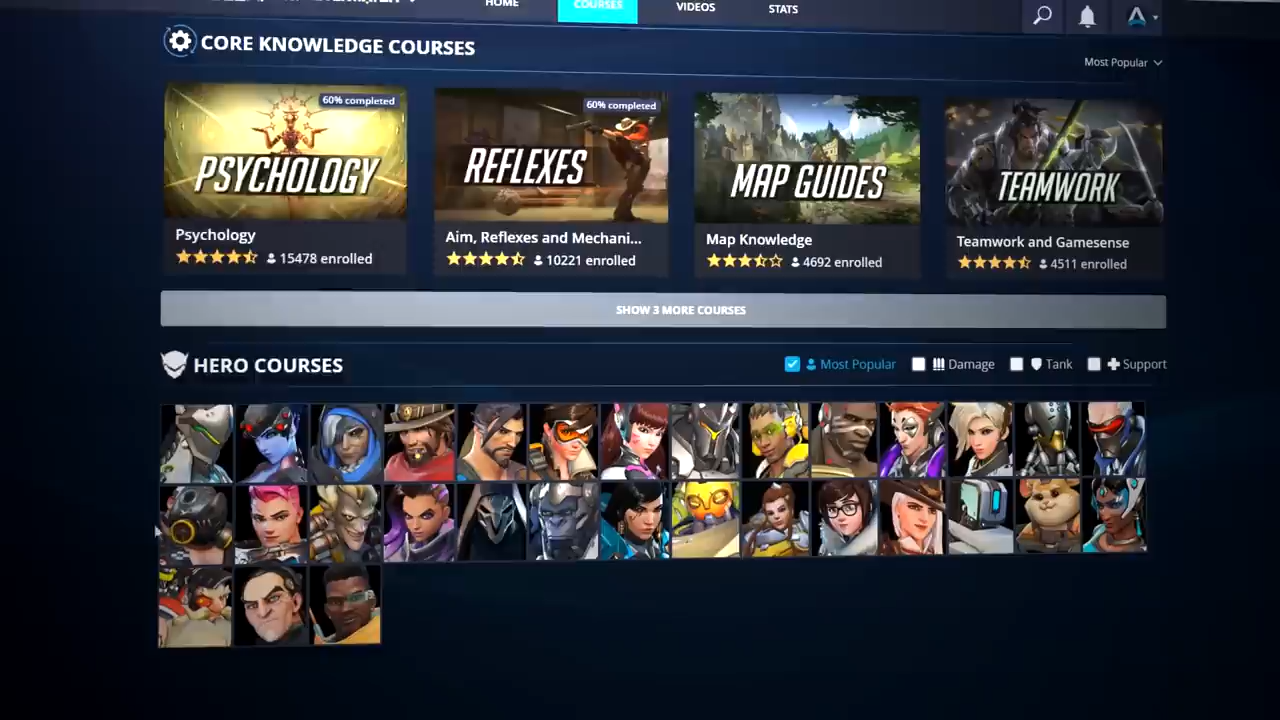 HOME
COURSES
VIDEOS
STATS
CORE KNOWLEDGE COURSES
Most Popular
60% completed
PSYCHOLOGY
Psychology
15478 enrolled
60% completed
REFLEXES
Aim, Reflexes and Mechani...
10221 enrolled
MAP GUIDES
Map Knowledge
4692 enrolled
TEAMWORK
Teamwork and Gamesense
4511 enrolled
SHOW 3 MORE COURSES
HERO COURSES
Most Popular
Damage
Tank
Support